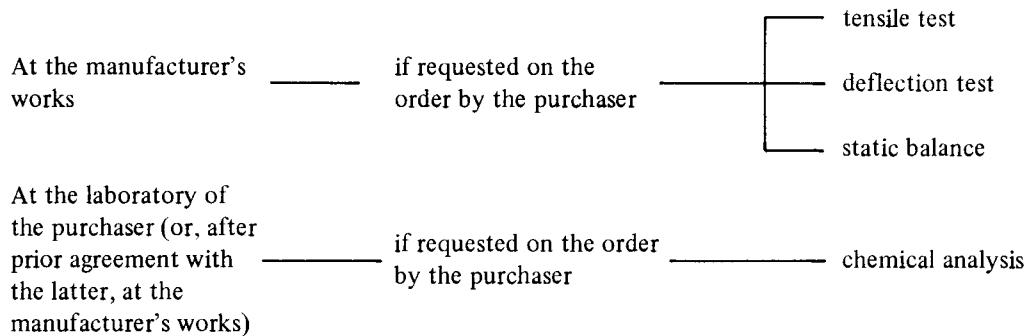 At the manufacturer's
works
if requested on the
order by the purchaser
tensile test
deflection test
static balance
At the laboratory of
the purchaser (or, after
prior agreement with
the latter, at the
manufacturer's works)
if requested on the order
by the purchaser
chemical analysis